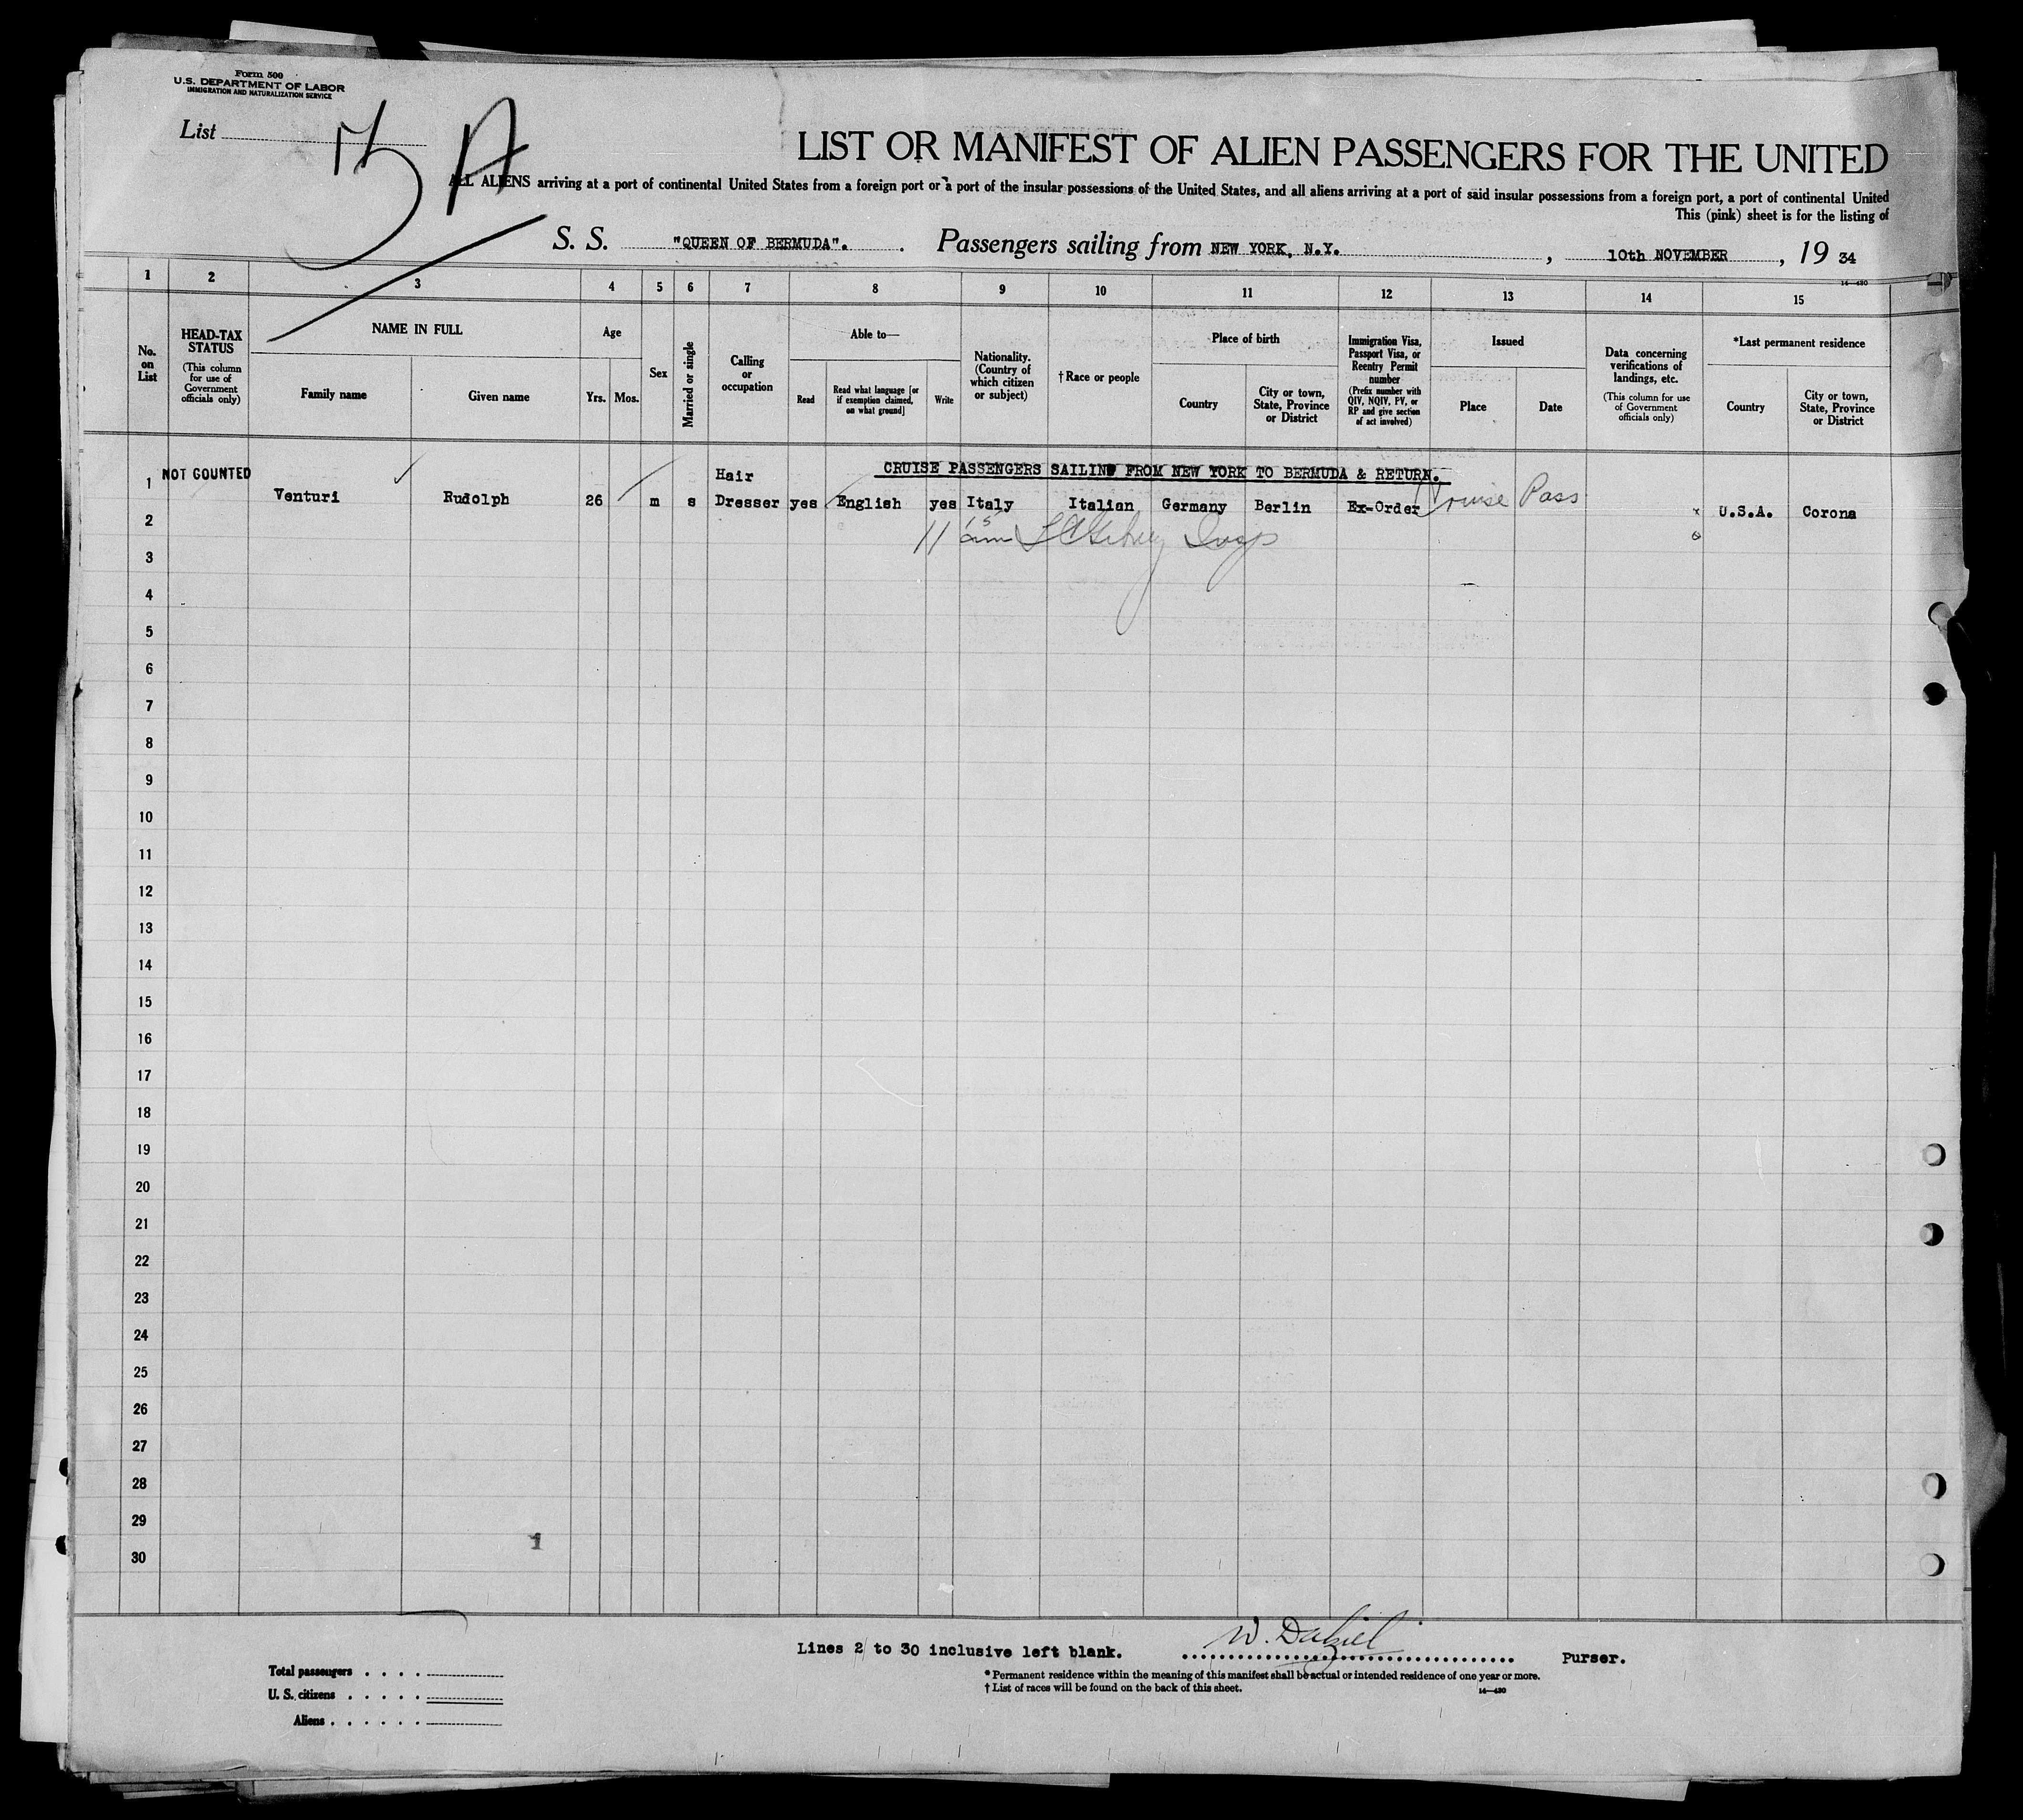 Form 500
U.S. DEPARTMENT OF LABOR
IMMIGRATION AND NATURALIZATION SERVICE
List
5 A
LIST OR MANIFEST OF ALIEN PASSENGERS FOR THE UNITED
ALL ALIENS arriving at a port of continental United States from a foreign port or a port of the insular possessions of the United States, and all aliens arriving at a port of said insular possessions from a foreign port, a port of continental United
This (pink) sheet is for the listing of
S. S. "QUEEN OF BERMUDA". Passengers sailing from NEW YORK, N.Y. , 10th NOVEMBER , 19 34
14—430
1 2 3 4 5 6 7 8 9 10 11 12 13 14 15
No. on List
HEAD-TAX STATUS
(This column for use of Government officials only)
NAME IN FULL
Family name
Given name
Age
Yrs.
Mos.
Sex
Married or single
Calling or occupation
Able to—
Read
Read what language [or if exemption claimed, on what ground]
Write
Nationality. (Country of which citizen or subject)
†Race or people
Place of birth
Country
City or town, State, Province or District
Immigration Visa, Passport Visa, or Reentry Permit number
(Prefix number with QIV, NQIV, PV, or RP and give section of act involved)
Issued
Place
Date
Data concerning verifications of landings, etc.
(This column for use of Government officials only)
*Last permanent residence
Country
City or town, State, Province or District
CRUISE PASSENGERS SAILING FROM NEW YORK TO BERMUDA & RETURN.
1 NOT COUNTED Venturi Rudolph 26 m s Hair Dresser yes English yes Italy Italian Germany Berlin Ex-Order Cruise Pass x U.S.A. Corona
2
3
4
5
6
7
8
9
10
11
12
13
14
15
16
17
18
19
20
21
22
23
24
25
26
27
28
29
1
30
Lines 2 to 30 inclusive left blank.
W. Dalziel
Purser.
Total passengers . . . .
U. S. citizens . . . . .
Aliens . . . . . .
* Permanent residence within the meaning of this manifest shall be actual or intended residence of one year or more.
† List of races will be found on the back of this sheet.
14—430